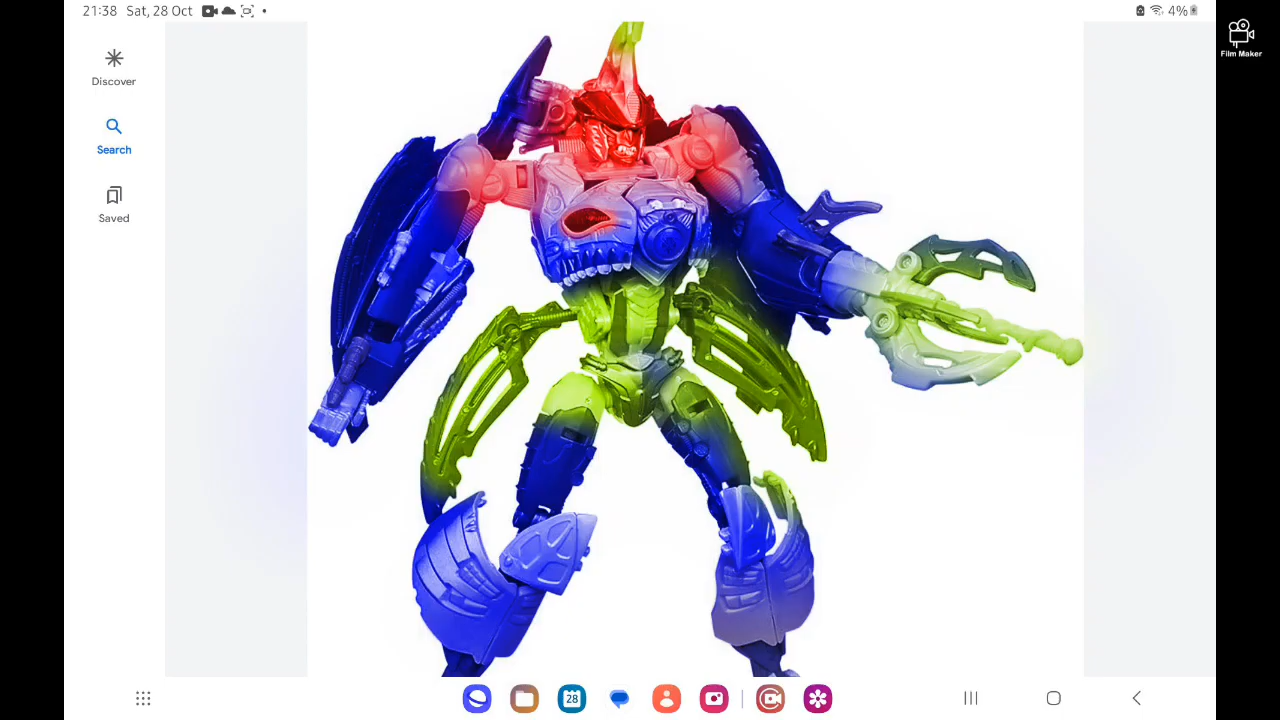 21:38 Sat, 28 Oct
4%
Film Maker
Discover
Search
Saved
28